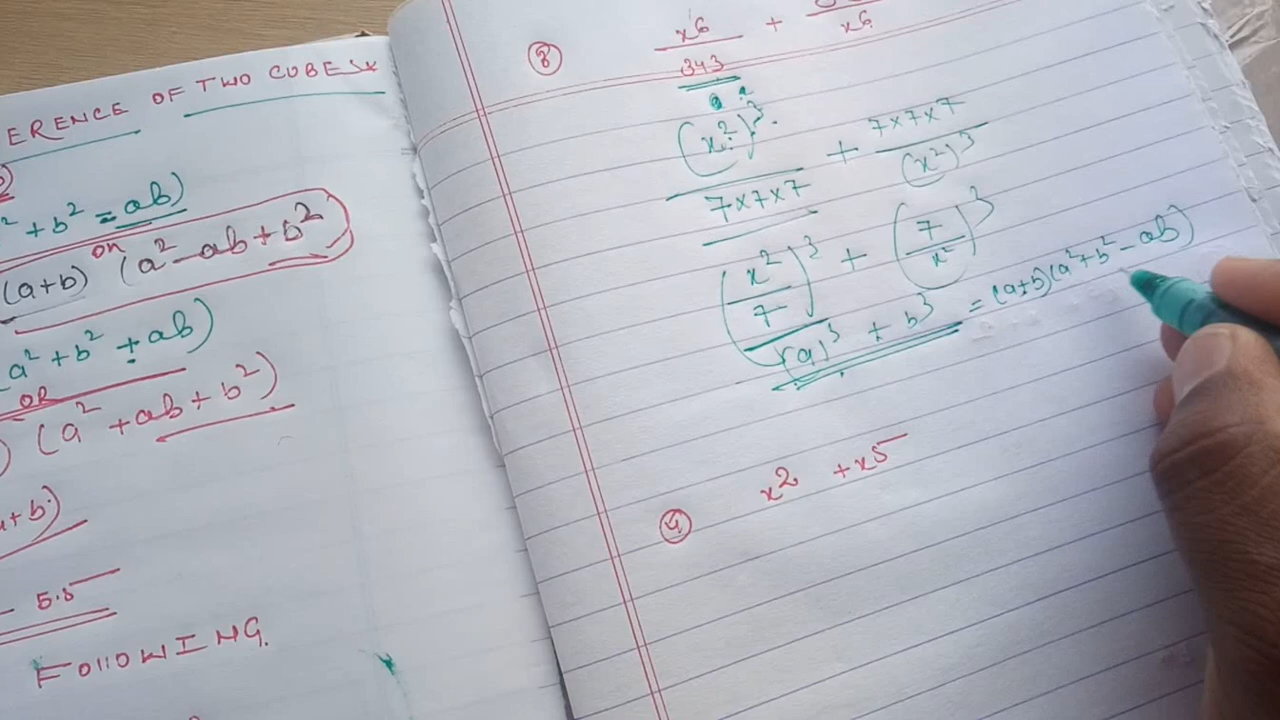 ERENCE OF TWO CUBES
² + b² = ab)
(a+b) on (a² - ab + b²)
a² + b² + ab)
OR
) (a² + ab + b²)
+ b)
- 5.5
FOLLOWING.
⑧ x6/343 + /x6
(x²)³/7×7×7 + 7×7×7/(x²)³
(x²/7)³ + (7/x²)³
(a)³ + b³ = (a+b)(a²+b²-ab)
④ x² + x5